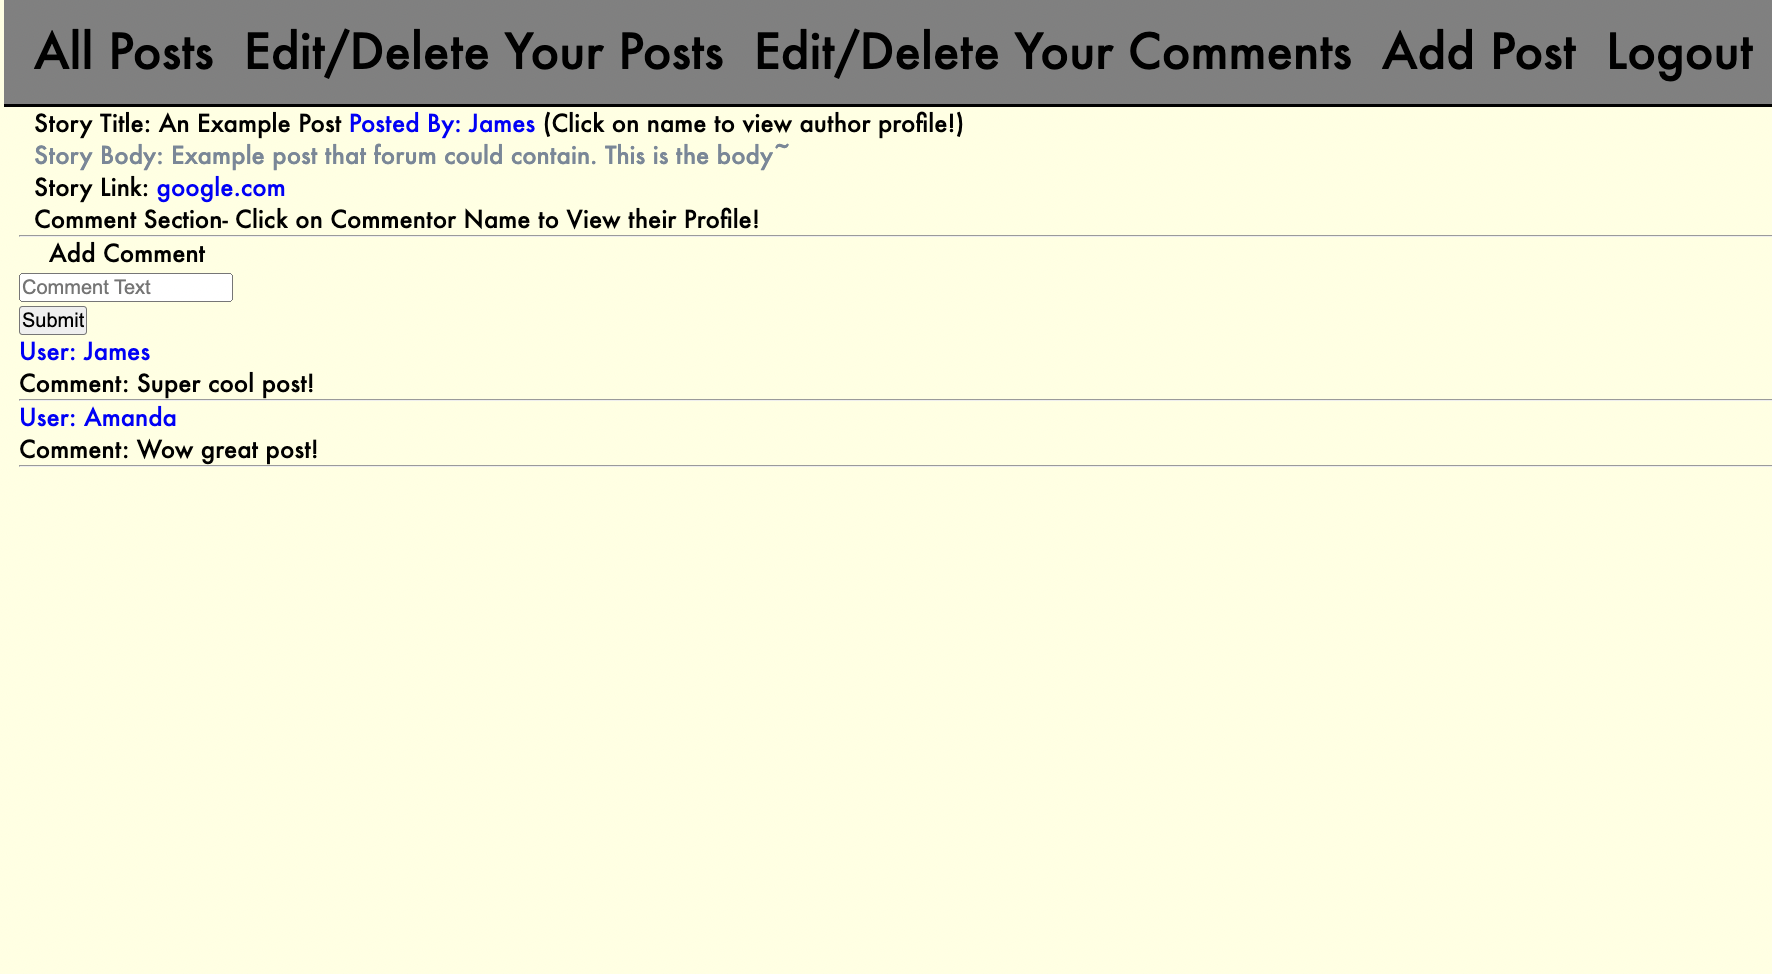 All Posts Edit/Delete Your Posts Edit/Delete Your Comments Add Post Logout
Story Title: An Example Post Posted By: James (Click on name to view author profile!)
Story Body: Example post that forum could contain. This is the body~
Story Link: google.com
Comment Section- Click on Commentor Name to View their Profile!
Add Comment
Comment Text
Submit
User: James
Comment: Super cool post!
User: Amanda
Comment: Wow great post!